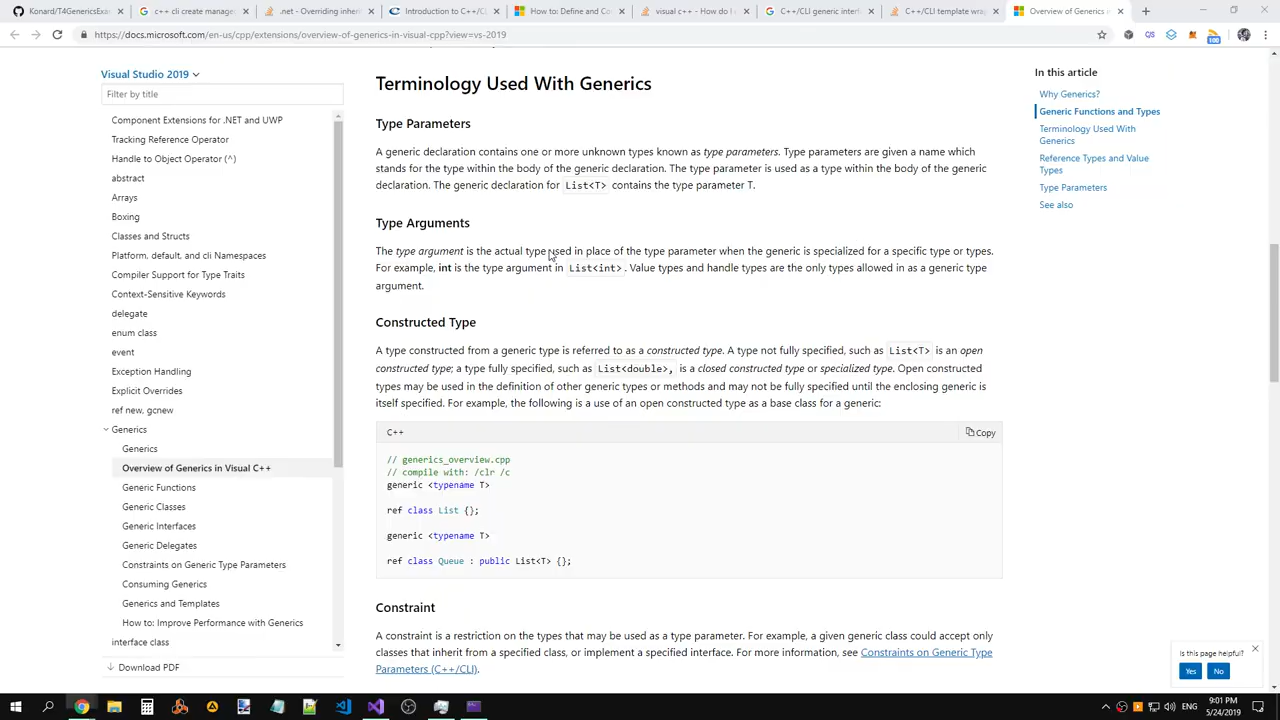 Konard/T4GenericsExam
c++ cli create manage
.net - Overriding inheri
Introduction to C++/CL
How to: Define and Co
visual c++ - How do I
C++/CLI generic interfa
C++/CLI template wra
Overview of Generics i
https://docs.microsoft.com/en-us/cpp/extensions/overview-of-generics-in-visual-cpp?view=vs-2019
Visual Studio 2019
Filter by title
Component Extensions for .NET and UWP
Tracking Reference Operator
Handle to Object Operator (^)
abstract
Arrays
Boxing
Classes and Structs
Platform, default, and cli Namespaces
Compiler Support for Type Traits
Context-Sensitive Keywords
delegate
enum class
event
Exception Handling
Explicit Overrides
ref new, gcnew
Generics
Generics
Overview of Generics in Visual C++
Generic Functions
Generic Classes
Generic Interfaces
Generic Delegates
Constraints on Generic Type Parameters
Consuming Generics
Generics and Templates
How to: Improve Performance with Generics
interface class
Download PDF
Terminology Used With Generics
Type Parameters
A generic declaration contains one or more unknown types known as type parameters. Type parameters are given a name which
stands for the type within the body of the generic declaration. The type parameter is used as a type within the body of the generic
declaration. The generic declaration for List<T> contains the type parameter T.
Type Arguments
The type argument is the actual type used in place of the type parameter when the generic is specialized for a specific type or types.
For example, int is the type argument in List<int>. Value types and handle types are the only types allowed in as a generic type
argument.
Constructed Type
A type constructed from a generic type is referred to as a constructed type. A type not fully specified, such as List<T> is an open
constructed type; a type fully specified, such as List<double>, is a closed constructed type or specialized type. Open constructed
types may be used in the definition of other generic types or methods and may not be fully specified until the enclosing generic is
itself specified. For example, the following is a use of an open constructed type as a base class for a generic:
C++
Copy
// generics_overview.cpp
// compile with: /clr /c
generic <typename T>
ref class List {};
generic <typename T>
ref class Queue : public List<T> {};
Constraint
A constraint is a restriction on the types that may be used as a type parameter. For example, a given generic class could accept only
classes that inherit from a specified class, or implement a specified interface. For more information, see Constraints on Generic Type
Parameters (C++/CLI).
In this article
Why Generics?
Generic Functions and Types
Terminology Used With
Generics
Reference Types and Value
Types
Type Parameters
See also
Is this page helpful?
Yes
No
100
9:01 PM
5/24/2019